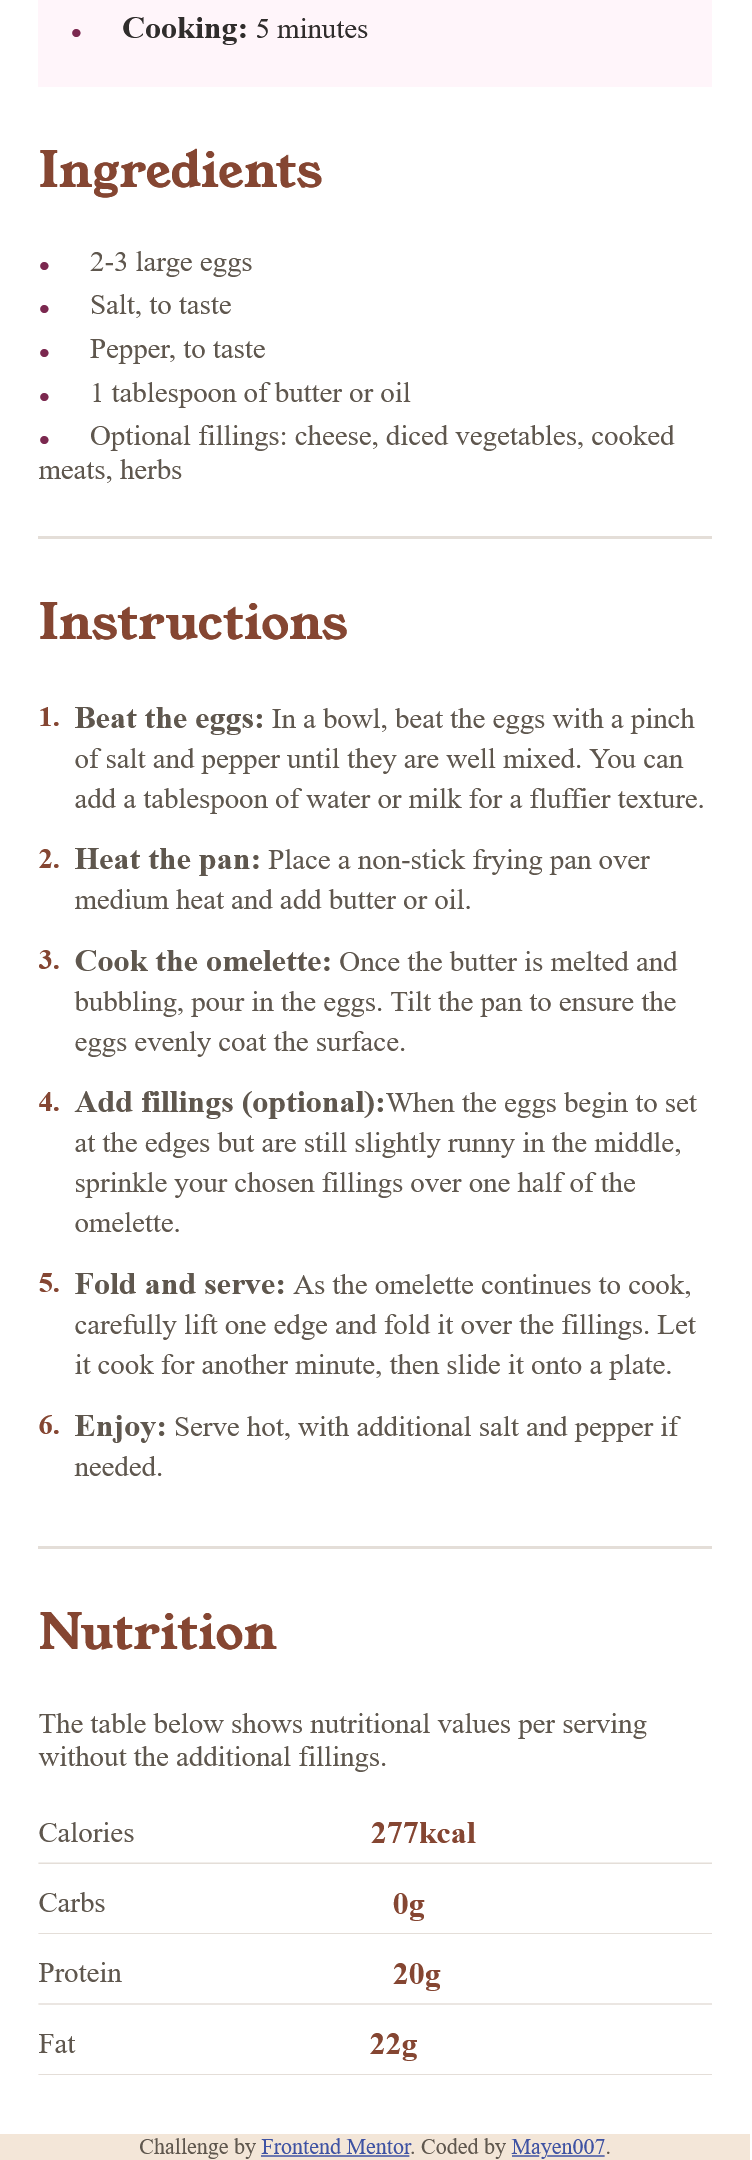 • Cooking: 5 minutes
Ingredients
• 2-3 large eggs
• Salt, to taste
• Pepper, to taste
• 1 tablespoon of butter or oil
• Optional fillings: cheese, diced vegetables, cooked
meats, herbs
Instructions
1. Beat the eggs: In a bowl, beat the eggs with a pinch
of salt and pepper until they are well mixed. You can
add a tablespoon of water or milk for a fluffier texture.
2. Heat the pan: Place a non-stick frying pan over
medium heat and add butter or oil.
3. Cook the omelette: Once the butter is melted and
bubbling, pour in the eggs. Tilt the pan to ensure the
eggs evenly coat the surface.
4. Add fillings (optional):When the eggs begin to set
at the edges but are still slightly runny in the middle,
sprinkle your chosen fillings over one half of the
omelette.
5. Fold and serve: As the omelette continues to cook,
carefully lift one edge and fold it over the fillings. Let
it cook for another minute, then slide it onto a plate.
6. Enjoy: Serve hot, with additional salt and pepper if
needed.
Nutrition
The table below shows nutritional values per serving
without the additional fillings.
Calories 277kcal
Carbs 0g
Protein 20g
Fat 22g
Challenge by Frontend Mentor. Coded by Mayen007.